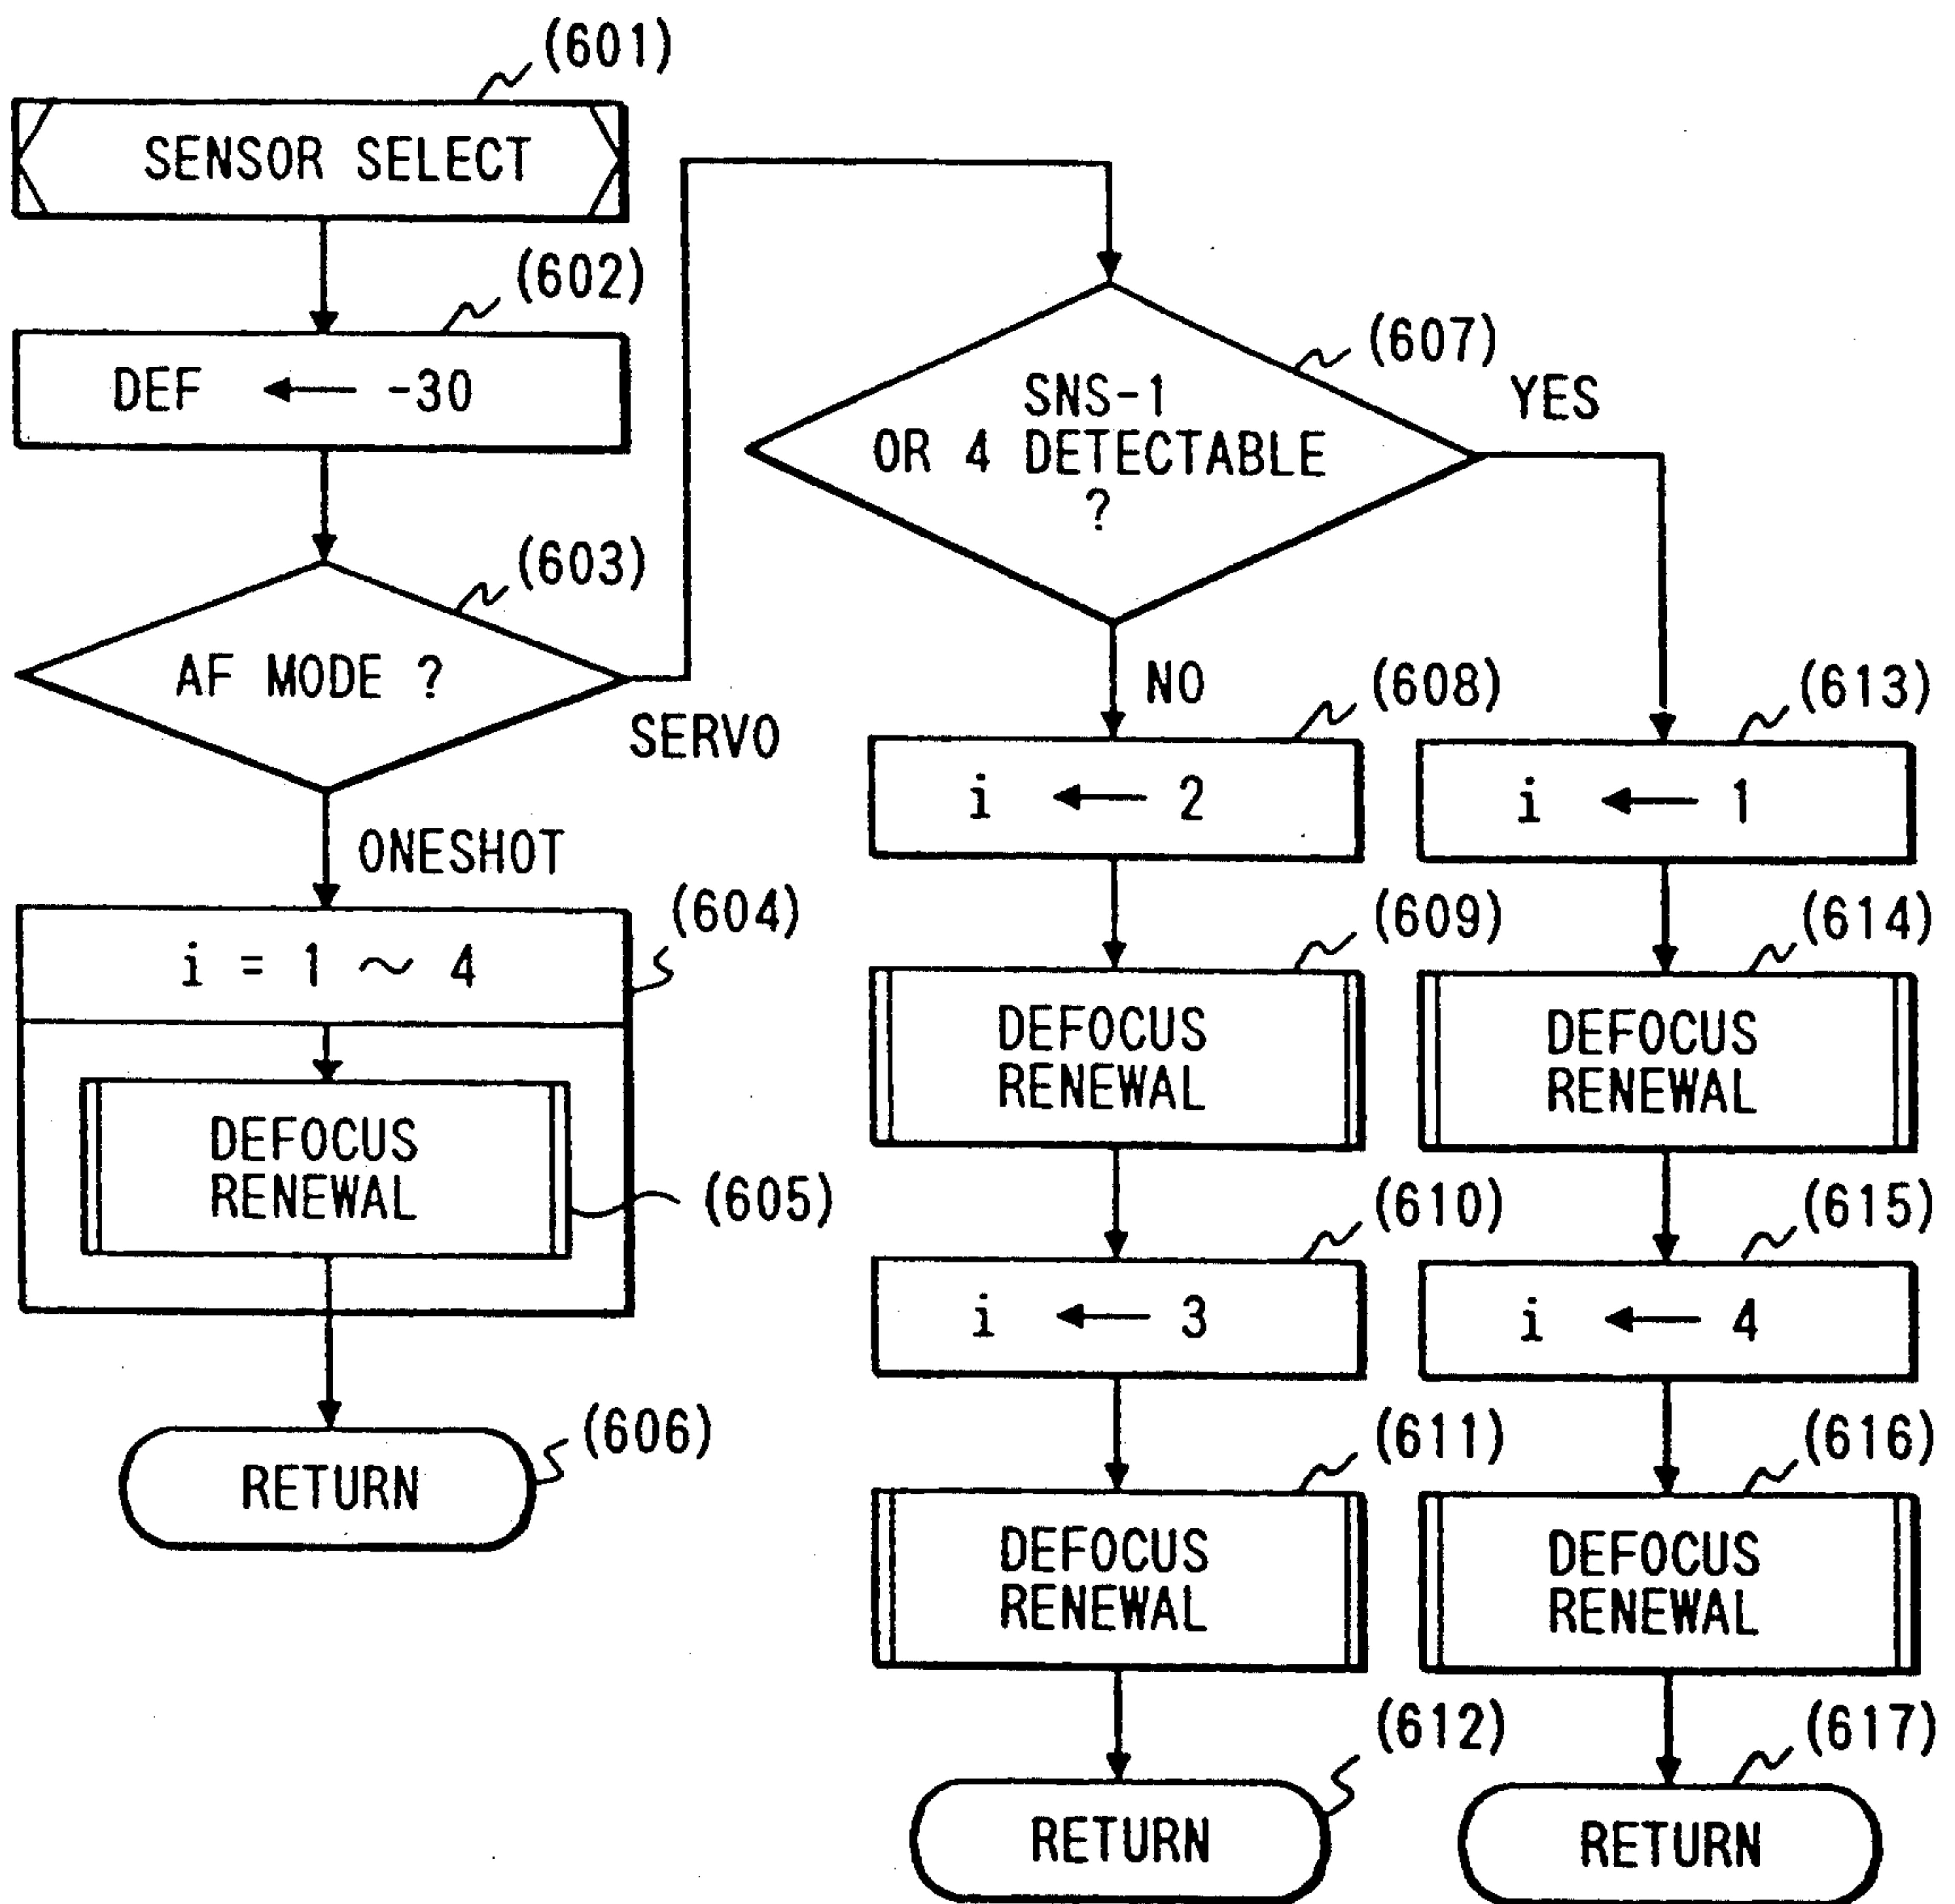 (601)
SENSOR SELECT
(602)
DEF ← -30
(603)
AF MODE ?
SERVO
ONESHOT
(604)
i = 1 ~ 4
DEFOCUS
RENEWAL
(605)
(606)
RETURN
(607)
SNS-1
OR 4 DETECTABLE
?
YES
NO
(608)
i ← 2
(609)
DEFOCUS
RENEWAL
(610)
i ← 3
(611)
DEFOCUS
RENEWAL
(612)
RETURN
(613)
i ← 1
(614)
DEFOCUS
RENEWAL
(615)
i ← 4
(616)
DEFOCUS
RENEWAL
(617)
RETURN